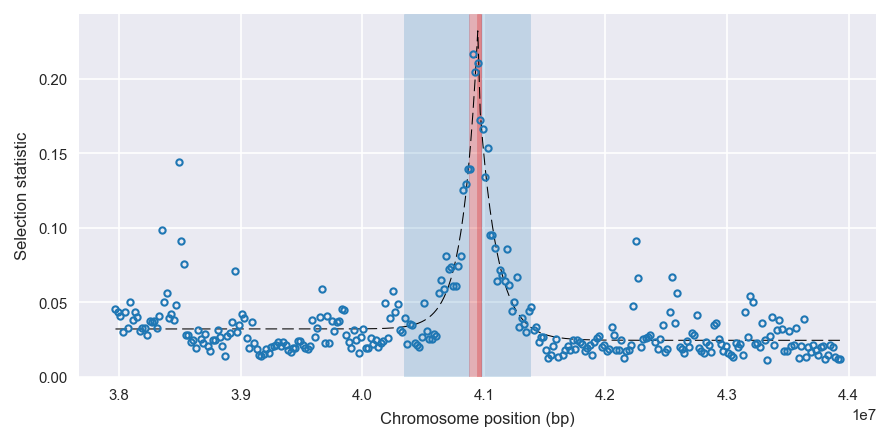 Selection statistic
0.20
0.15
0.10
0.05
0.00
3.8 3.9 4.0 4.1 4.2 4.3 4.4
1e7
Chromosome position (bp)